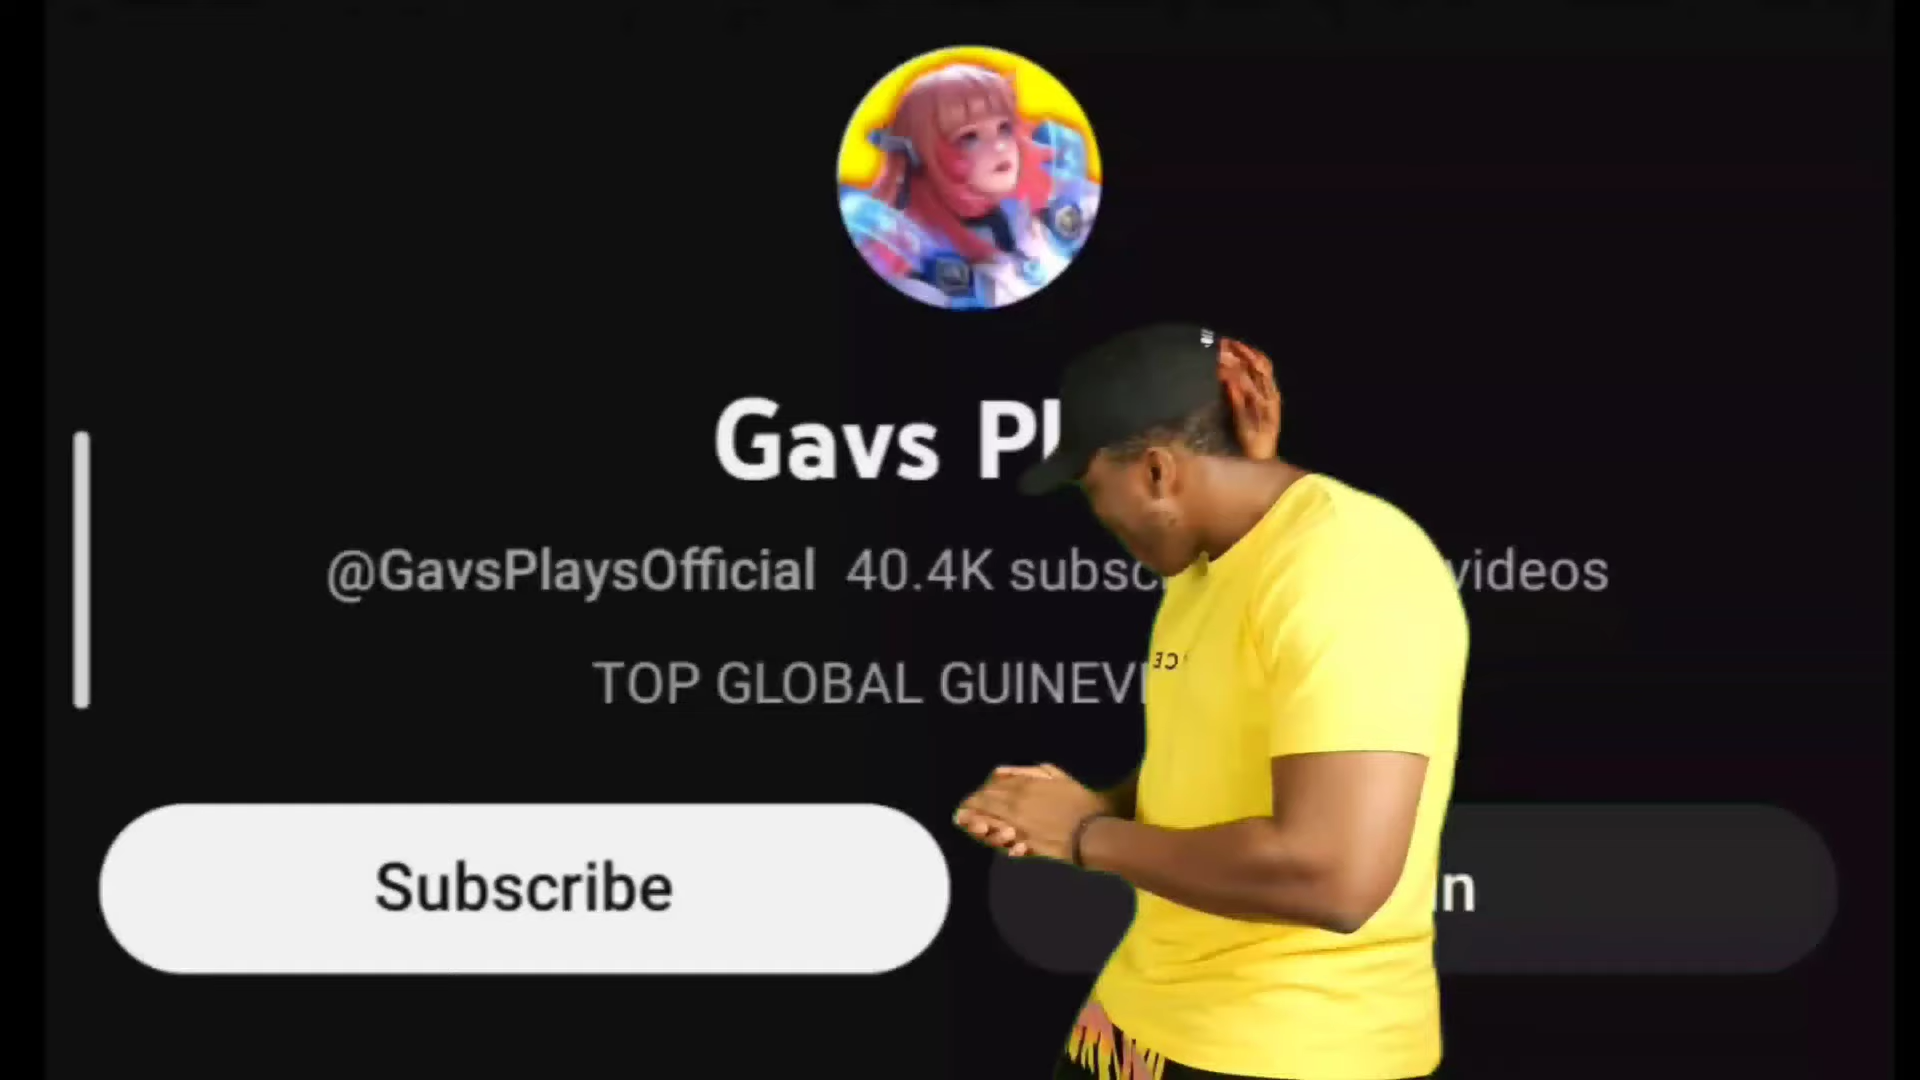 Gavs Pl
@GavsPlaysOfficial 40.4K subsc videos
TOP GLOBAL GUINEV
Subscribe
n